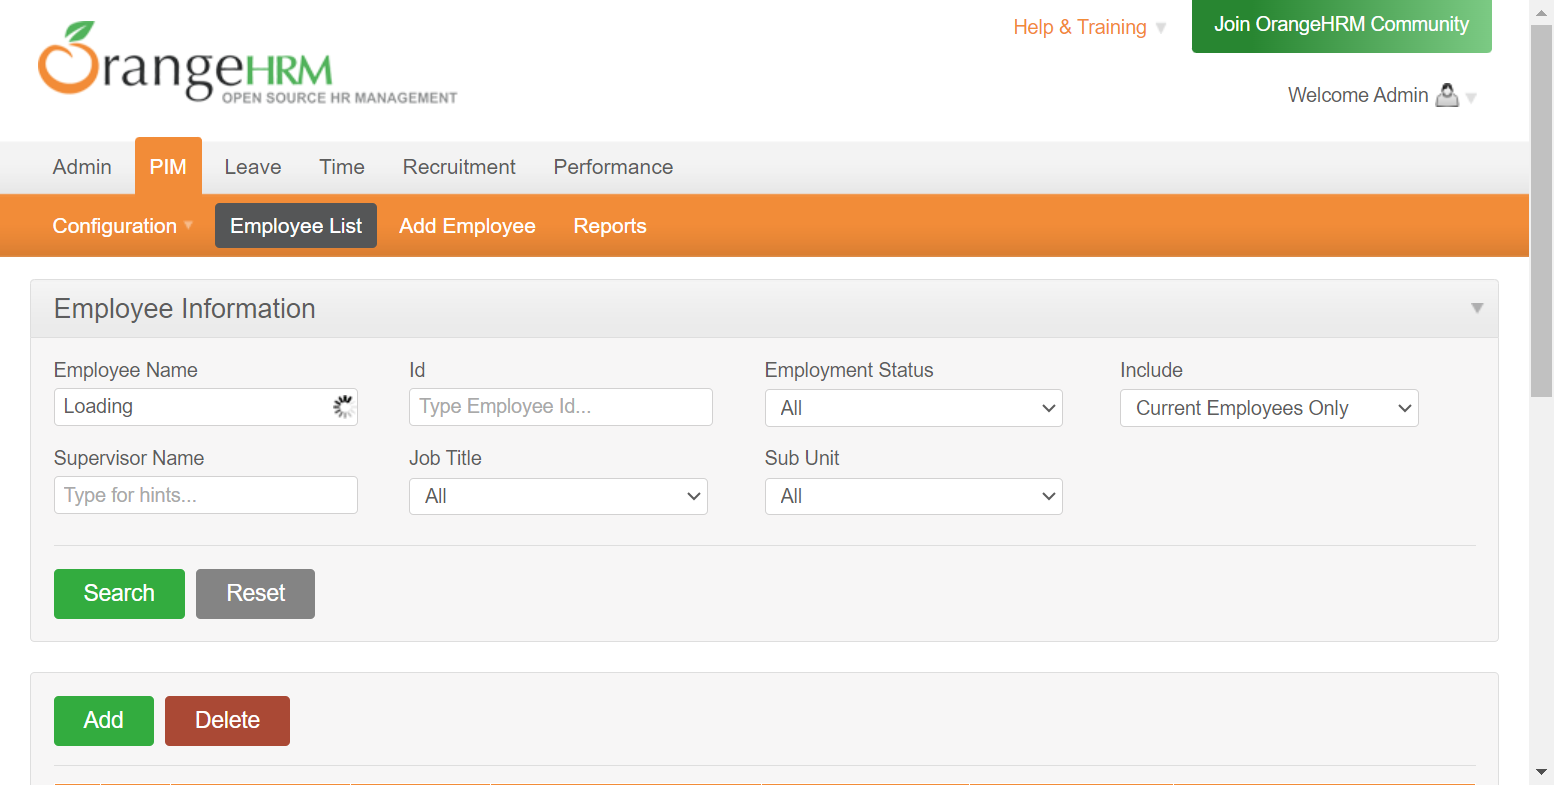 OrangeHRM
OPEN SOURCE HR MANAGEMENT
Help & Training
Join OrangeHRM Community
Welcome Admin
Admin PIM Leave Time Recruitment Performance
Configuration Employee List Add Employee Reports
Employee Information
Employee Name Id Employment Status Include
Loading Type Employee Id... All Current Employees Only
Supervisor Name Job Title Sub Unit
Type for hints... All All
Search Reset
Add Delete